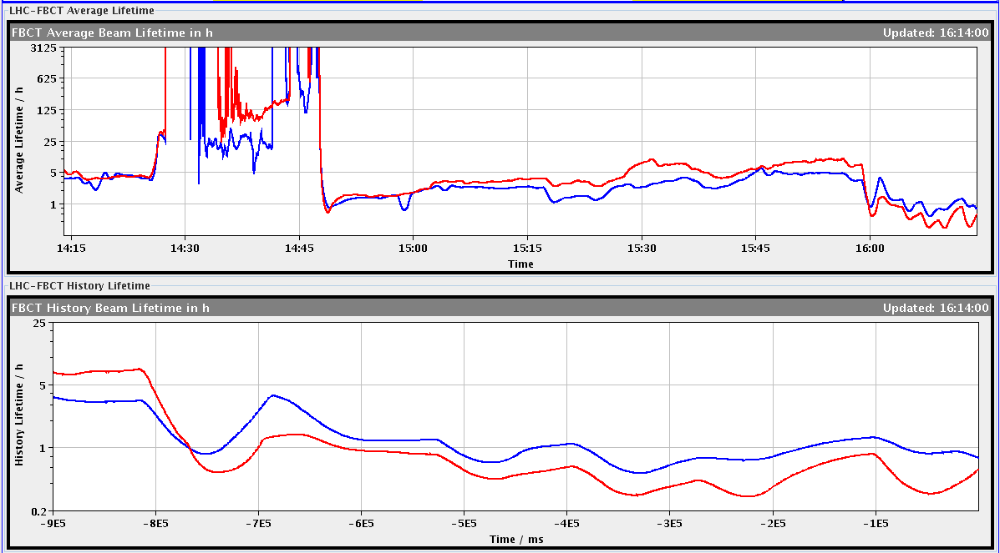 LHC-FBCT Average Lifetime
FBCT Average Beam Lifetime in h Updated: 16:14:00
3125
625
125
25
5
1
Average Lifetime / h
14:15 14:30 14:45 15:00 15:15 15:30 15:45 16:00
Time
LHC-FBCT History Lifetime
FBCT History Beam Lifetime in h Updated: 16:14:00
25
5
1
0.2
History Lifetime / h
-9E5 -8E5 -7E5 -6E5 -5E5 -4E5 -3E5 -2E5 -1E5
Time / ms